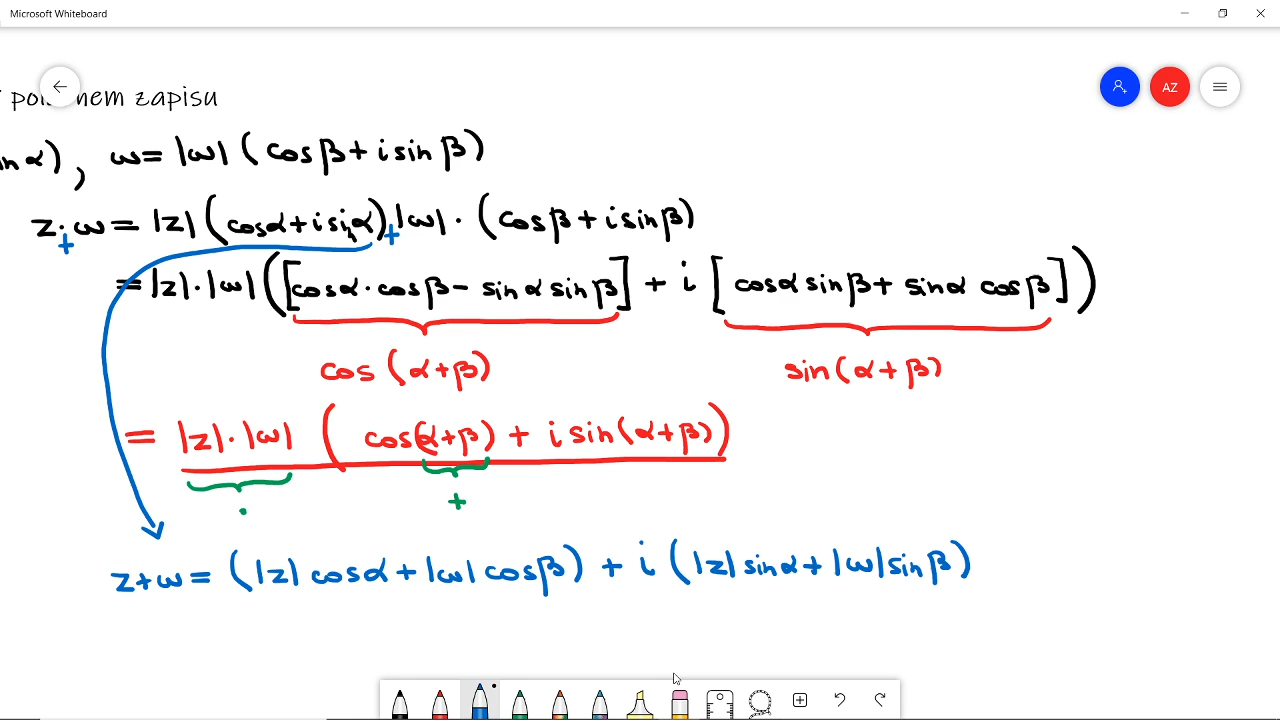 Microsoft Whiteboard
zapisu
AZ
sin α), ω = |ω| (cos β + i sin β)
z · ω = |z| (cos α + i sin α) + |ω| · (cos β + i sin β)
+
= |z| · |ω| ([cos α · cos β - sin α sin β] + i [cos α sin β + sin α cos β])
cos (α + β) sin (α + β)
= |z| · |ω| ( cos(α + β) + i sin(α + β))
· +
z + ω = (|z| cos α + |ω| cos β) + i (|z| sin α + |ω| sin β)